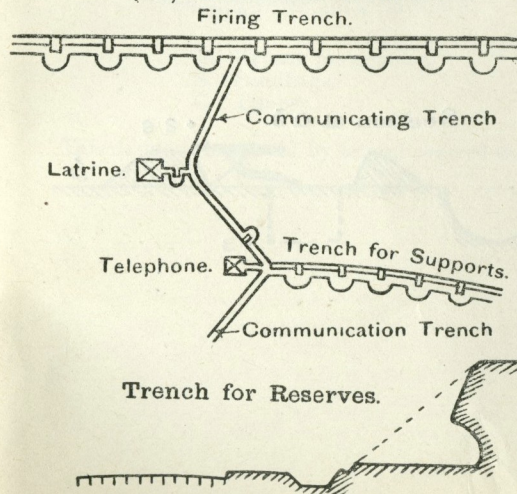 Firing Trench.
Communicating Trench
Latrine.
Trench for Supports.
Telephone.
Communication Trench
Trench for Reserves.